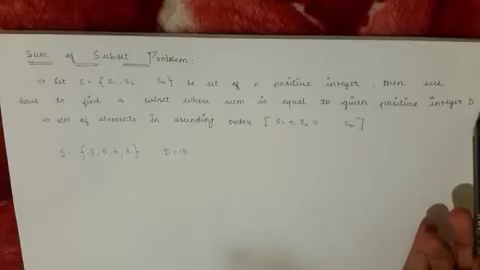 Sum of Subset Problem:
→ Let S = { S1 S2 Sn } be set of n positive integer, then we
have to find a subset whose sum is equal to given positive integer D.
→ set of elements in ascending order [ S1 ≤ S2 ≤ Sn ]
S: { 3, 5, 6, } D =